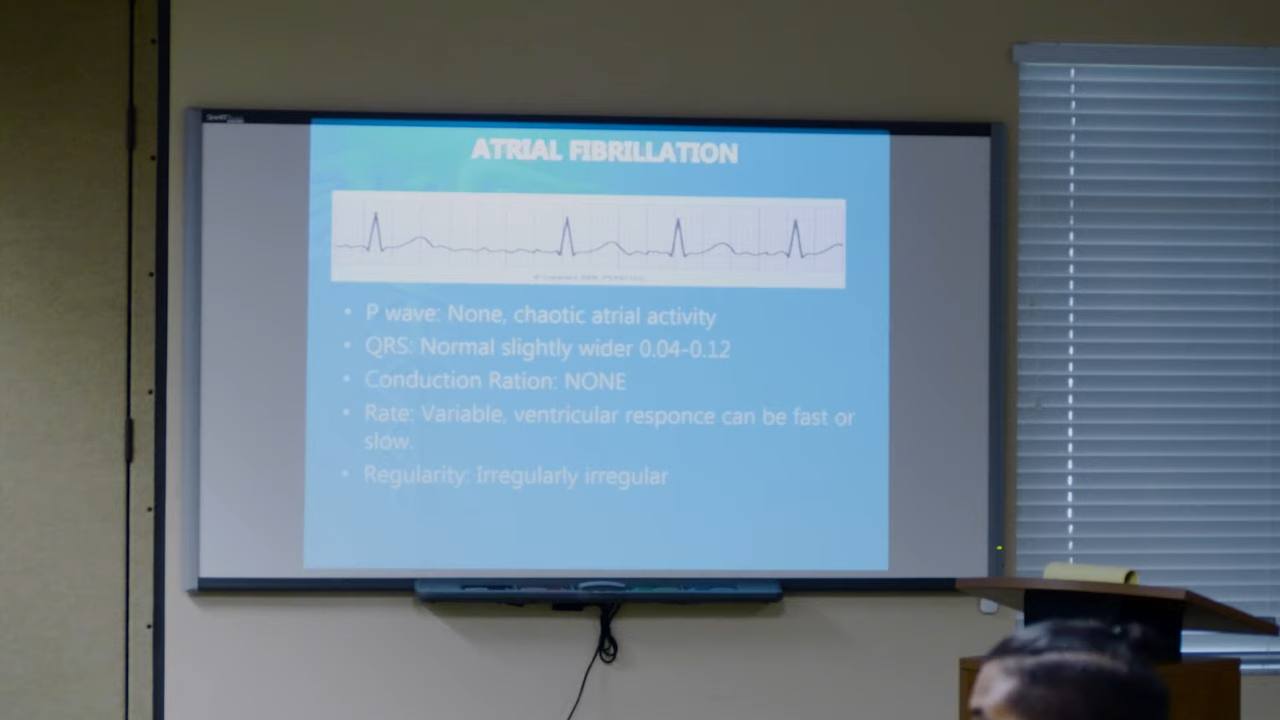 ATRIAL FIBRILLATION
• P wave: None, chaotic atrial activity
• QRS: Normal slightly wider 0.04-0.12
• Conduction Ration: NONE
• Rate: Variable, ventricular responce can be fast or
slow.
• Regularity: Irregularly irregular